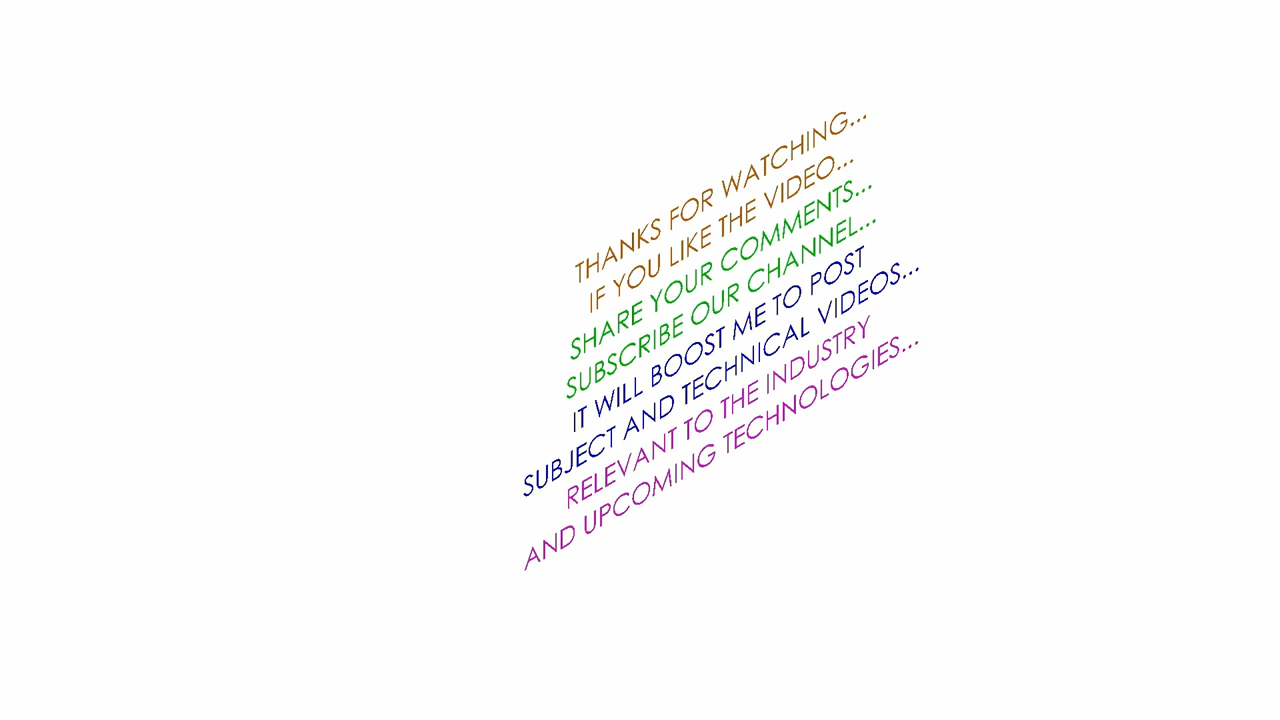 THANKS FOR WATCHING...
IF YOU LIKE THE VIDEO...
SHARE YOUR COMMENTS...
SUBSCRIBE OUR CHANNEL...
IT WILL BOOST ME TO POST
SUBJECT AND TECHNICAL VIDEOS...
RELEVANT TO THE INDUSTRY
AND UPCOMING TECHNOLOGIES...